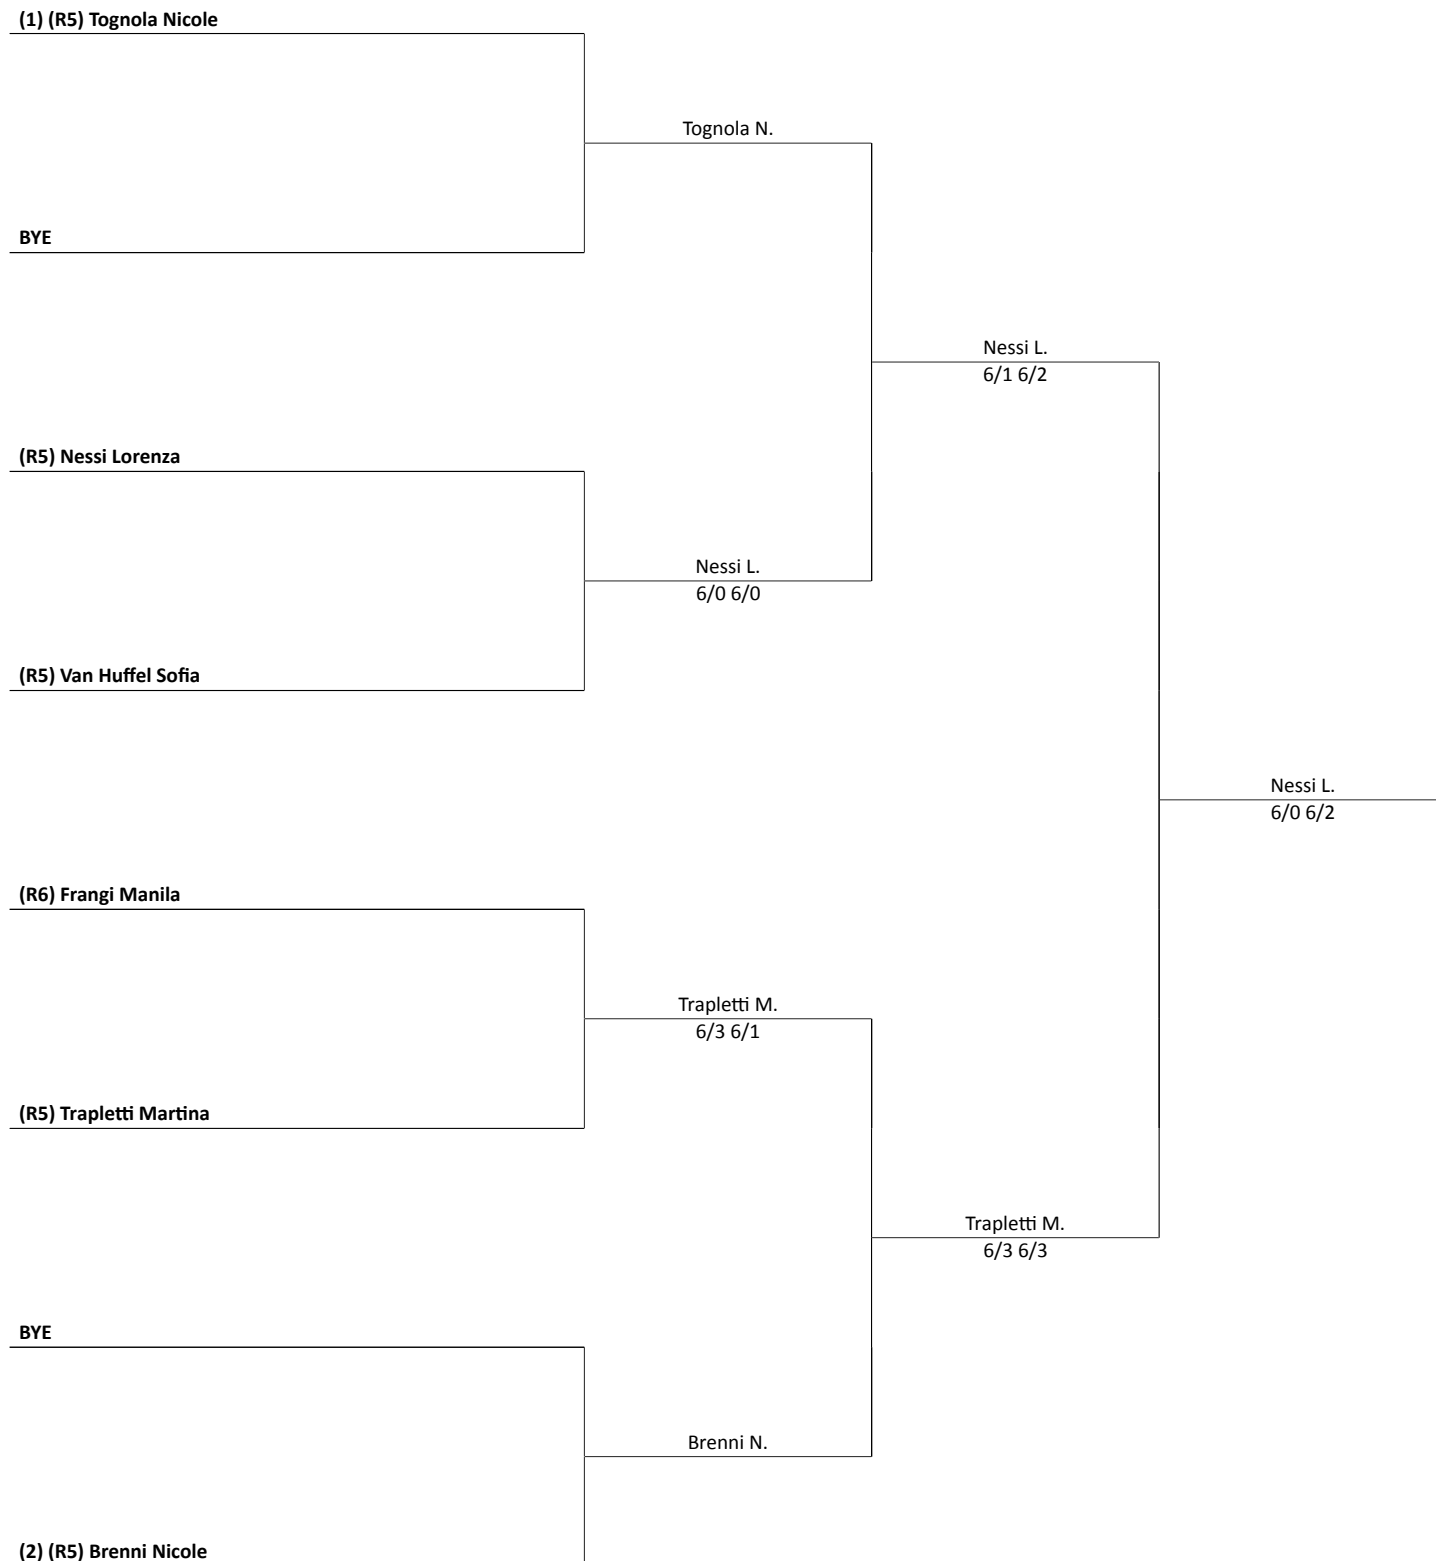 (1) (R5) Tognola Nicole
Tognola N.
BYE
Nessi L.
6/1 6/2
(R5) Nessi Lorenza
Nessi L.
6/0 6/0
(R5) Van Huffel Sofia
Nessi L.
6/0 6/2
(R6) Frangi Manila
Trapletti M.
6/3 6/1
(R5) Trapletti Martina
Trapletti M.
6/3 6/3
BYE
Brenni N.
(2) (R5) Brenni Nicole